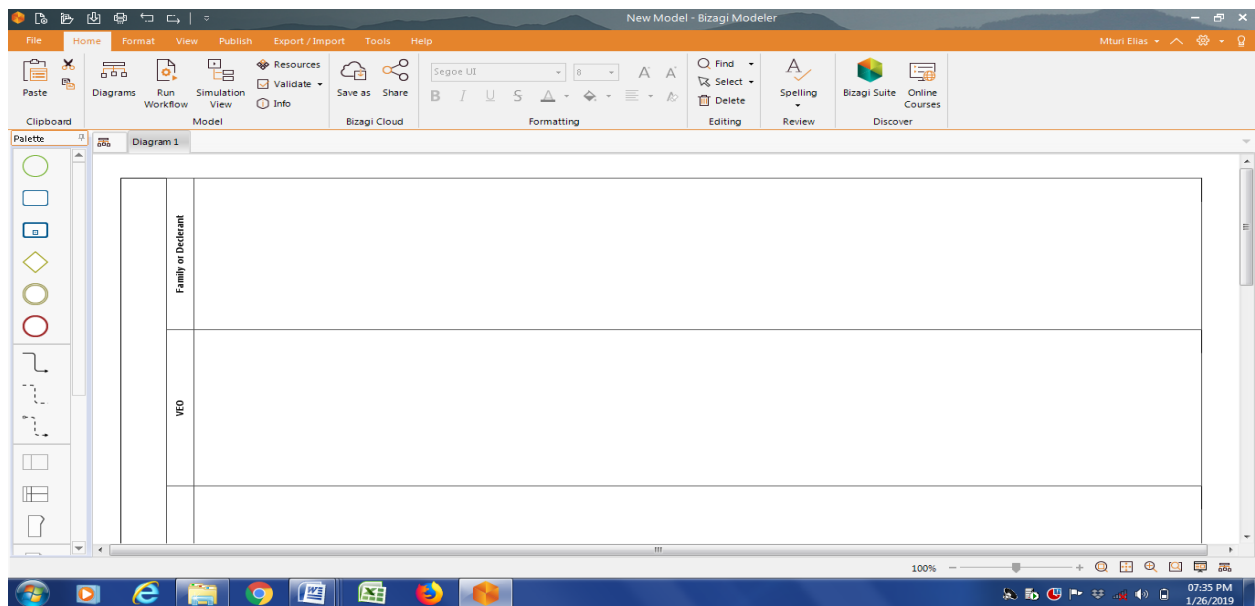 New Model - Bizagi Modeler
File Home Format View Publish Export / Import Tools Help Mturi Elias
Paste
Clipboard
Diagrams
Run Workflow
Simulation View
Resources
Validate
Info
Model
Save as
Share
Bizagi Cloud
Segoe UI 8
B I U S A
Formatting
Find
Select
Delete
Editing
Spelling
Review
Bizagi Suite
Online Courses
Discover
Palette
Diagram 1
Family or Declerant
VEO
100%
07:35 PM
1/26/2019